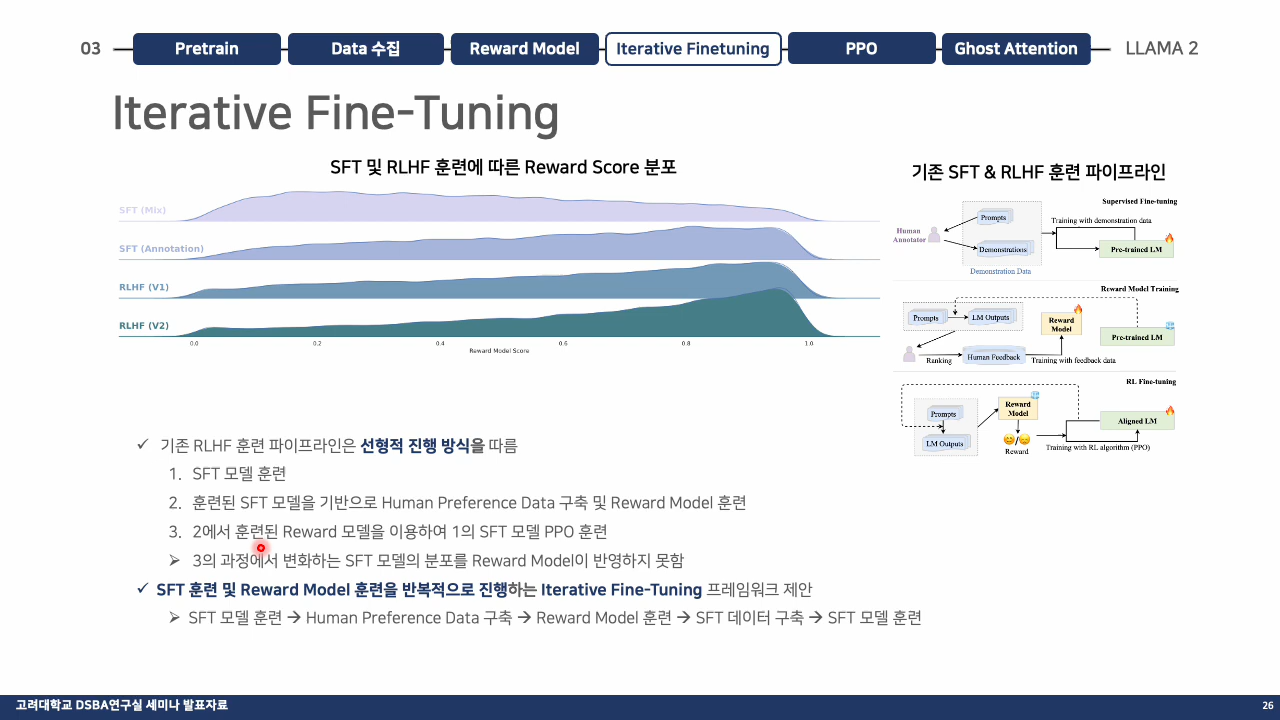 03
Pretrain
Data 수집
Reward Model
Iterative Finetuning
PPO
Ghost Attention
LLAMA 2
Iterative Fine-Tuning
SFT 및 RLHF 훈련에 따른 Reward Score 분포
SFT (Mix)
SFT (Annotation)
RLHF (V1)
RLHF (V2)
0.0 0.2 0.4 0.6 0.8 1.0
Reward Model Score
기존 SFT & RLHF 훈련 파이프라인
Supervised Fine-tuning
Prompts
Training with demonstration data
Human
Annotator
Demonstrations
Pre-trained LM
Demonstration Data
Reward Model Training
Prompts
LM Outputs
Reward
Model
Pre-trained LM
Ranking
Human Feedback
Training with feedback data
RL Fine-tuning
Prompts
Reward
Model
Aligned LM
LM Outputs
Reward
Training with RL algorithm (PPO)
✓ 기존 RLHF 훈련 파이프라인은 선형적 진행 방식을 따름
1. SFT 모델 훈련
2. 훈련된 SFT 모델을 기반으로 Human Preference Data 구축 및 Reward Model 훈련
3. 2에서 훈련된 Reward 모델을 이용하여 1의 SFT 모델 PPO 훈련
➢ 3의 과정에서 변화하는 SFT 모델의 분포를 Reward Model이 반영하지 못함
✓ SFT 훈련 및 Reward Model 훈련을 반복적으로 진행하는 Iterative Fine-Tuning 프레임워크 제안
➢ SFT 모델 훈련 → Human Preference Data 구축 → Reward Model 훈련 → SFT 데이터 구축 → SFT 모델 훈련
고려대학교 DSBA연구실 세미나 발표자료
26